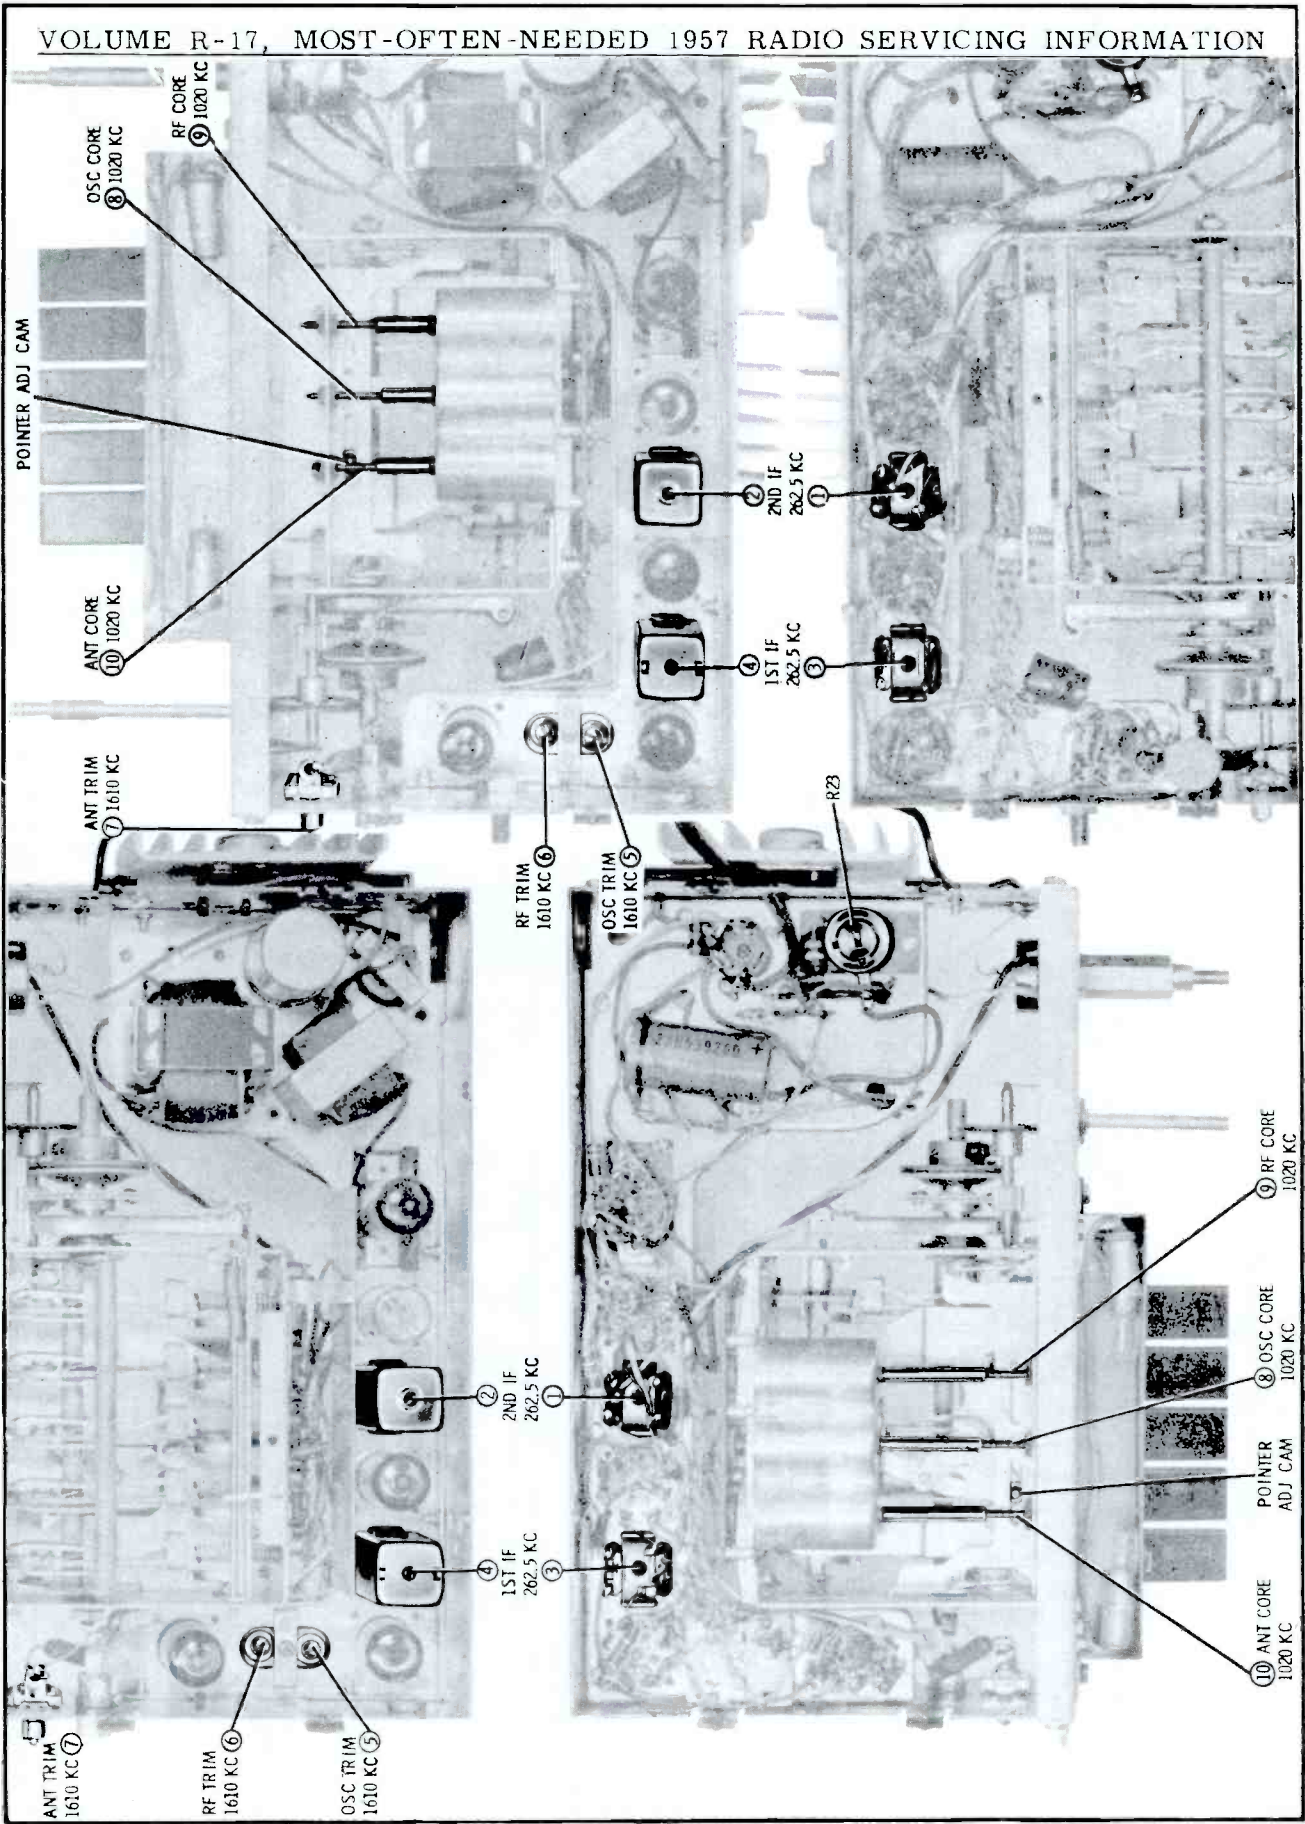 VOLUME R-17, MOST-OFTEN-NEEDED 1957 RADIO SERVICING INFORMATION
RF CORE
⑨ 1020 KC
OSC CORE
⑧ 1020 KC
POINTER ADJ CAM
ANT CORE
⑩ 1020 KC
ANT TRIM
⑦ 1610 KC
②
2ND IF
262.5 KC
①
④
1ST IF
262.5 KC
③
RF TRIM
1610 KC ⑥
OSC TRIM
1610 KC ⑤
R23
②
2ND IF
262.5 KC
①
④
1ST IF
262.5 KC
③
ANT TRIM
1610 KC ⑦
RF TRIM
1610 KC ⑥
OSC TRIM
1610 KC ⑤
⑨ RF CORE
1020 KC
⑧ OSC CORE
1020 KC
POINTER
ADJ CAM
⑩ ANT CORE
1020 KC